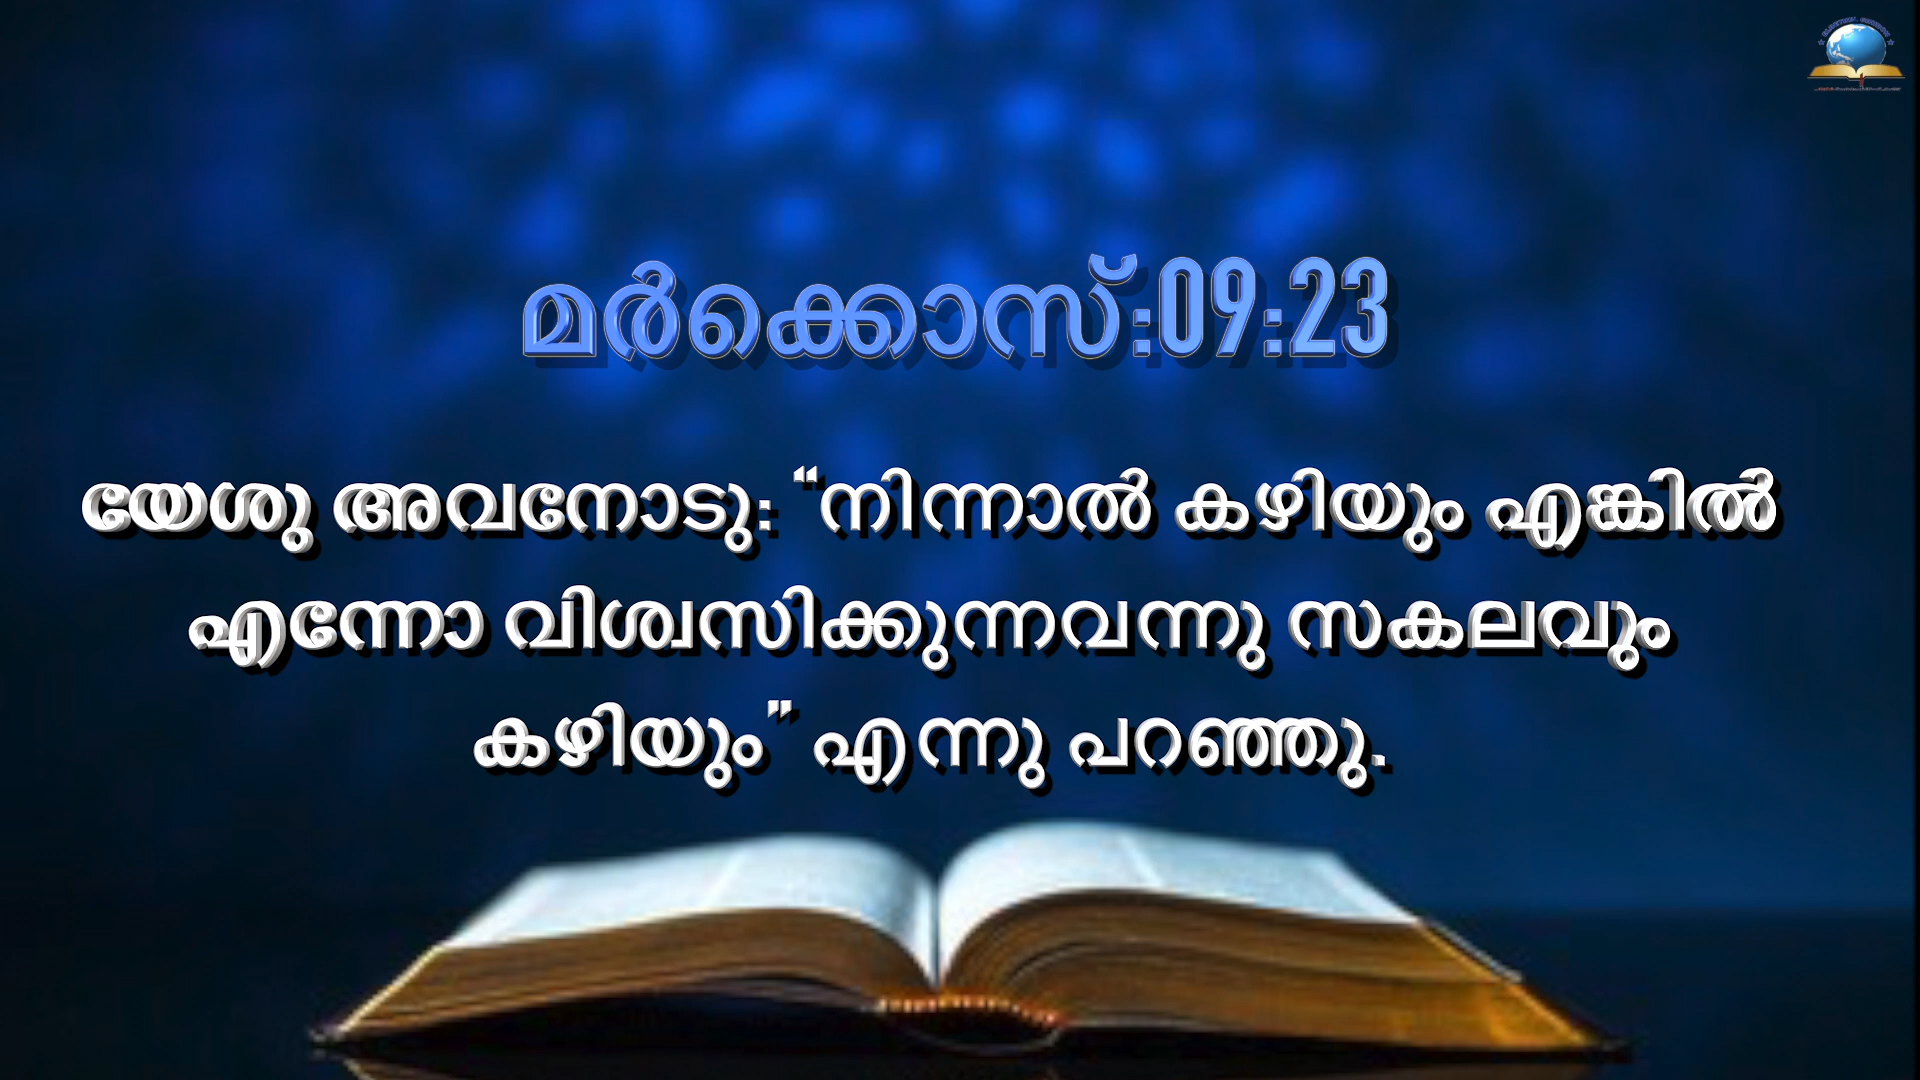 മർക്കൊസ്:09:23
യേശു അവനോടു: “നിന്നാൽ കഴിയും എങ്കിൽ
എന്നോ വിശ്വസിക്കുന്നവന്നു സകലവും
കഴിയും” എന്നു പറഞ്ഞു.